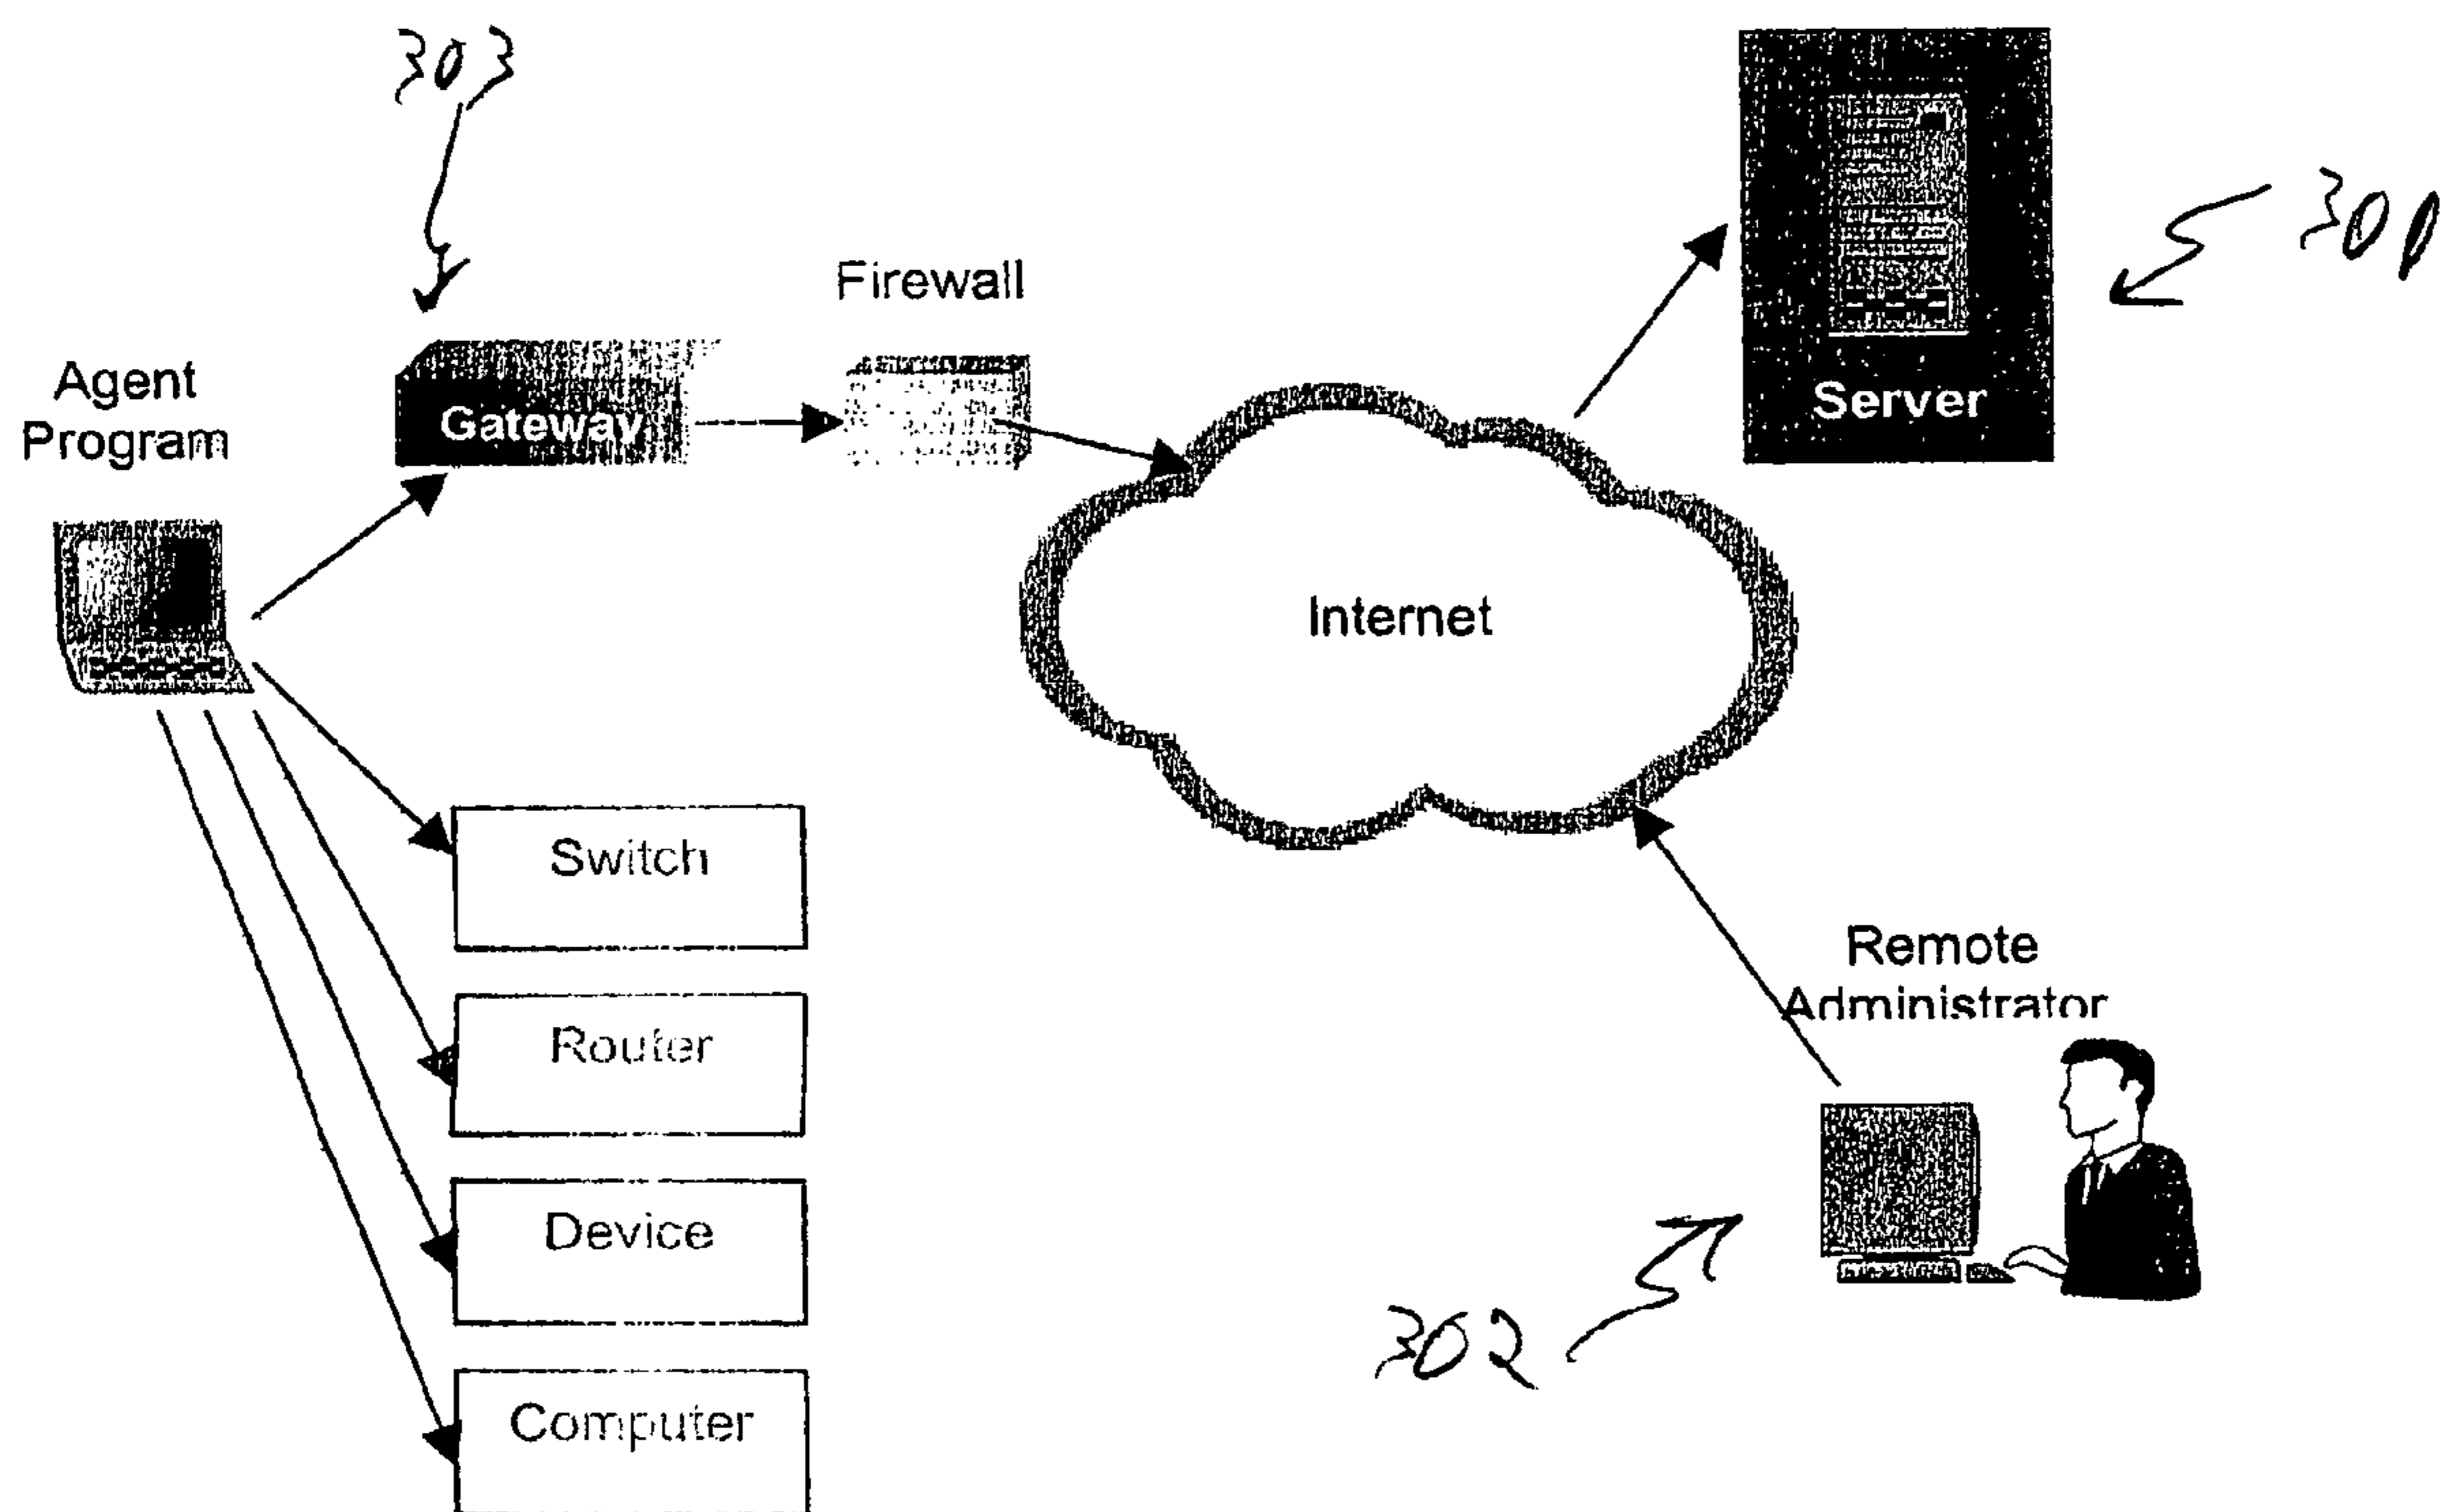 303
301
Firewall
Agent
Program
Gateway
Server
Internet
Switch
Remote
Administrator
Router
Device
302
Computer